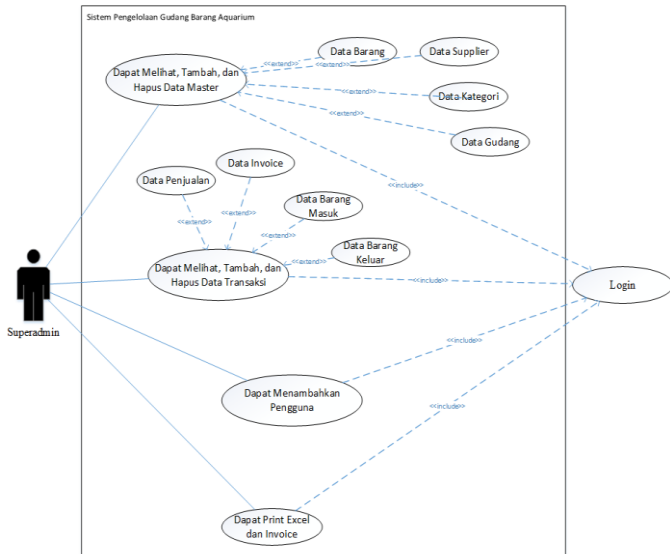 Sistem Pengelolaan Gudang Barang Aquarium
Data Barang
Data Supplier
<<extend>>
<<extend>>
Dapat Melihat, Tambah, dan
Hapus Data Master
<<extend>>
Data Kategori
<<extend>>
Data Gudang
Data Invoice
Data Penjualan
<<include>>
Data Barang
Masuk
<<extend>>
<<extend>>
<<extend>>
Data Barang
Keluar
<<extend>>
Dapat Melihat, Tambah, dan
Hapus Data Transaksi
<<include>>
Login
Superadmin
<<include>>
Dapat Menambahkan
Pengguna
<<include>>
Dapat Print Excel
dan Invoice